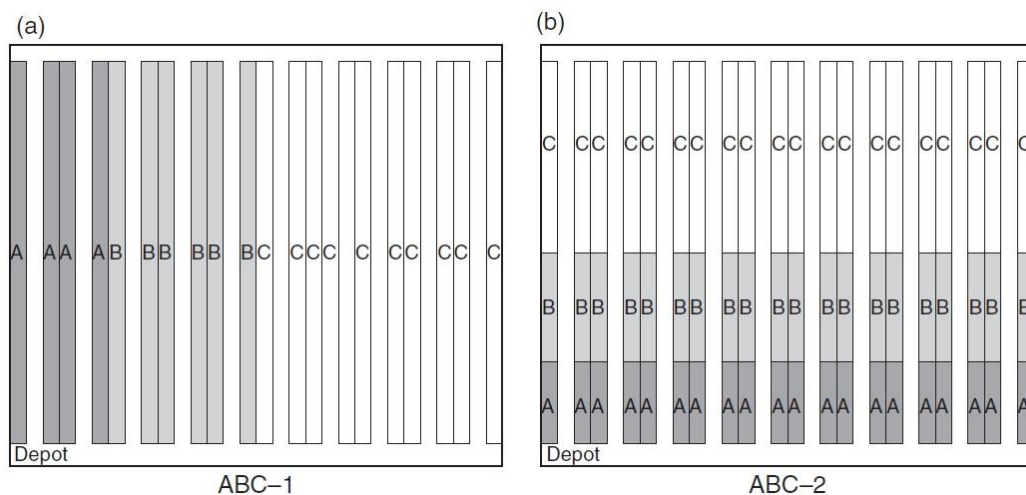 (a)
A AA AB BB BB BC CCC C CC CC C
Depot
ABC–1
(b)
C CC CC CC CC CC CC CC CC CC C
B BB BB BB BB BB BB BB BB BB B
A AA AA AA AA AA AA AA AA AA A
ABC–2